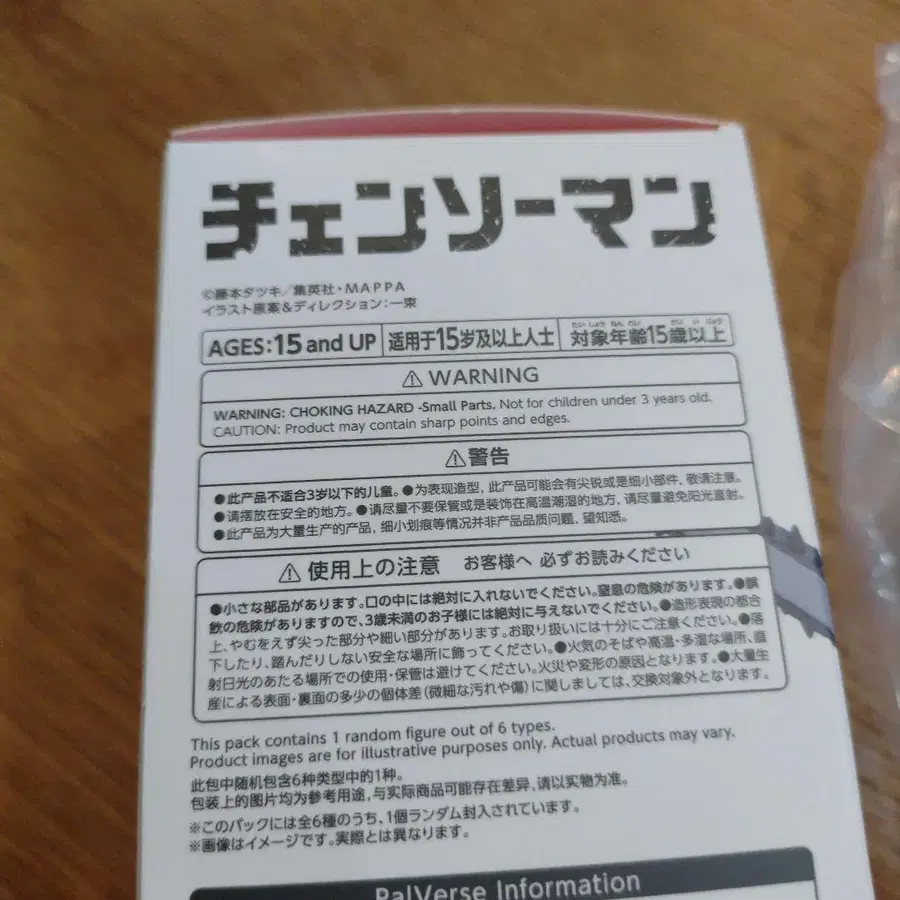 チェンソーマン
©藤本タツキ／集英社・MAPPA
イラスト原案&ディレクション：一東
AGES:15 and UP 适用于15岁及以上人士 対象年齢15歳以上
たいしょうねんれい さいいじょう
⚠ WARNING
WARNING: CHOKING HAZARD -Small Parts. Not for children under 3 years old.
CAUTION: Product may contain sharp points and edges.
⚠警告
●此产品不适合3岁以下的儿童。●为表现造型，此产品可能会有尖锐或是细小部件，敬请注意。
●请摆放在安全的地方。●请尽量不要保管或是装饰在高温潮湿的地方，请尽量避免阳光直射。
●此产品为大量生产的产品，细小划痕等情况并非产品品质问题，望知悉。
⚠ 使用上の注意 お客様へ 必ずお読みください
●小さな部品があります。口の中には絶対に入れないでください。窒息の危険があります。●誤
飲の危険がありますので、3歳未満のお子様には絶対に与えないでください。●造形表現の都合
上、やむをえず尖った部分や細い部分があります。お取り扱いには十分にご注意ください。●落
下したり、踏んだりしない安全な場所に飾ってください。●火気のそばや高温・多湿な場所、直
射日光のあたる場所での使用・保管は避けてください。火災や変形の原因となります。●大量生
産による表面・裏面の多少の個体差（微細な汚れや傷）に関しましては、交換対象外となります。
This pack contains 1 random figure out of 6 types.
Product images are for illustrative purposes only. Actual products may vary.
此包中随机包含6种类型中的1种。
包装上的图片均为参考用途，与实际商品可能存在差异，请以实物为准。
※このパックには全6種のうち、1個ランダム封入されています。
※画像はイメージです。実際とは異なります。
PalVerse Information